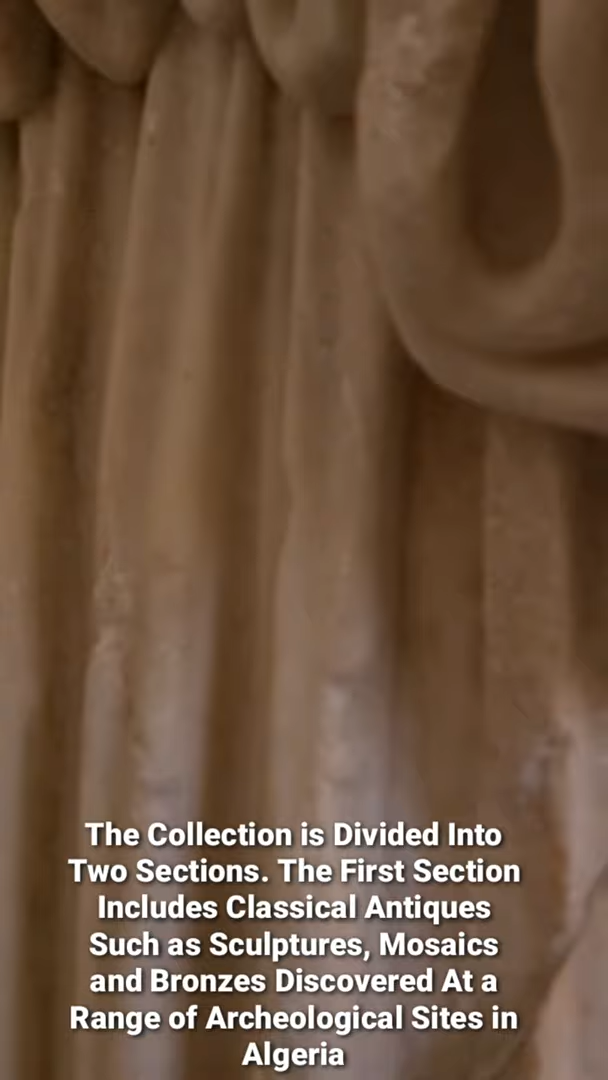 The Collection is Divided Into
Two Sections. The First Section
Includes Classical Antiques
Such as Sculptures, Mosaics
and Bronzes Discovered At a
Range of Archeological Sites in
Algeria